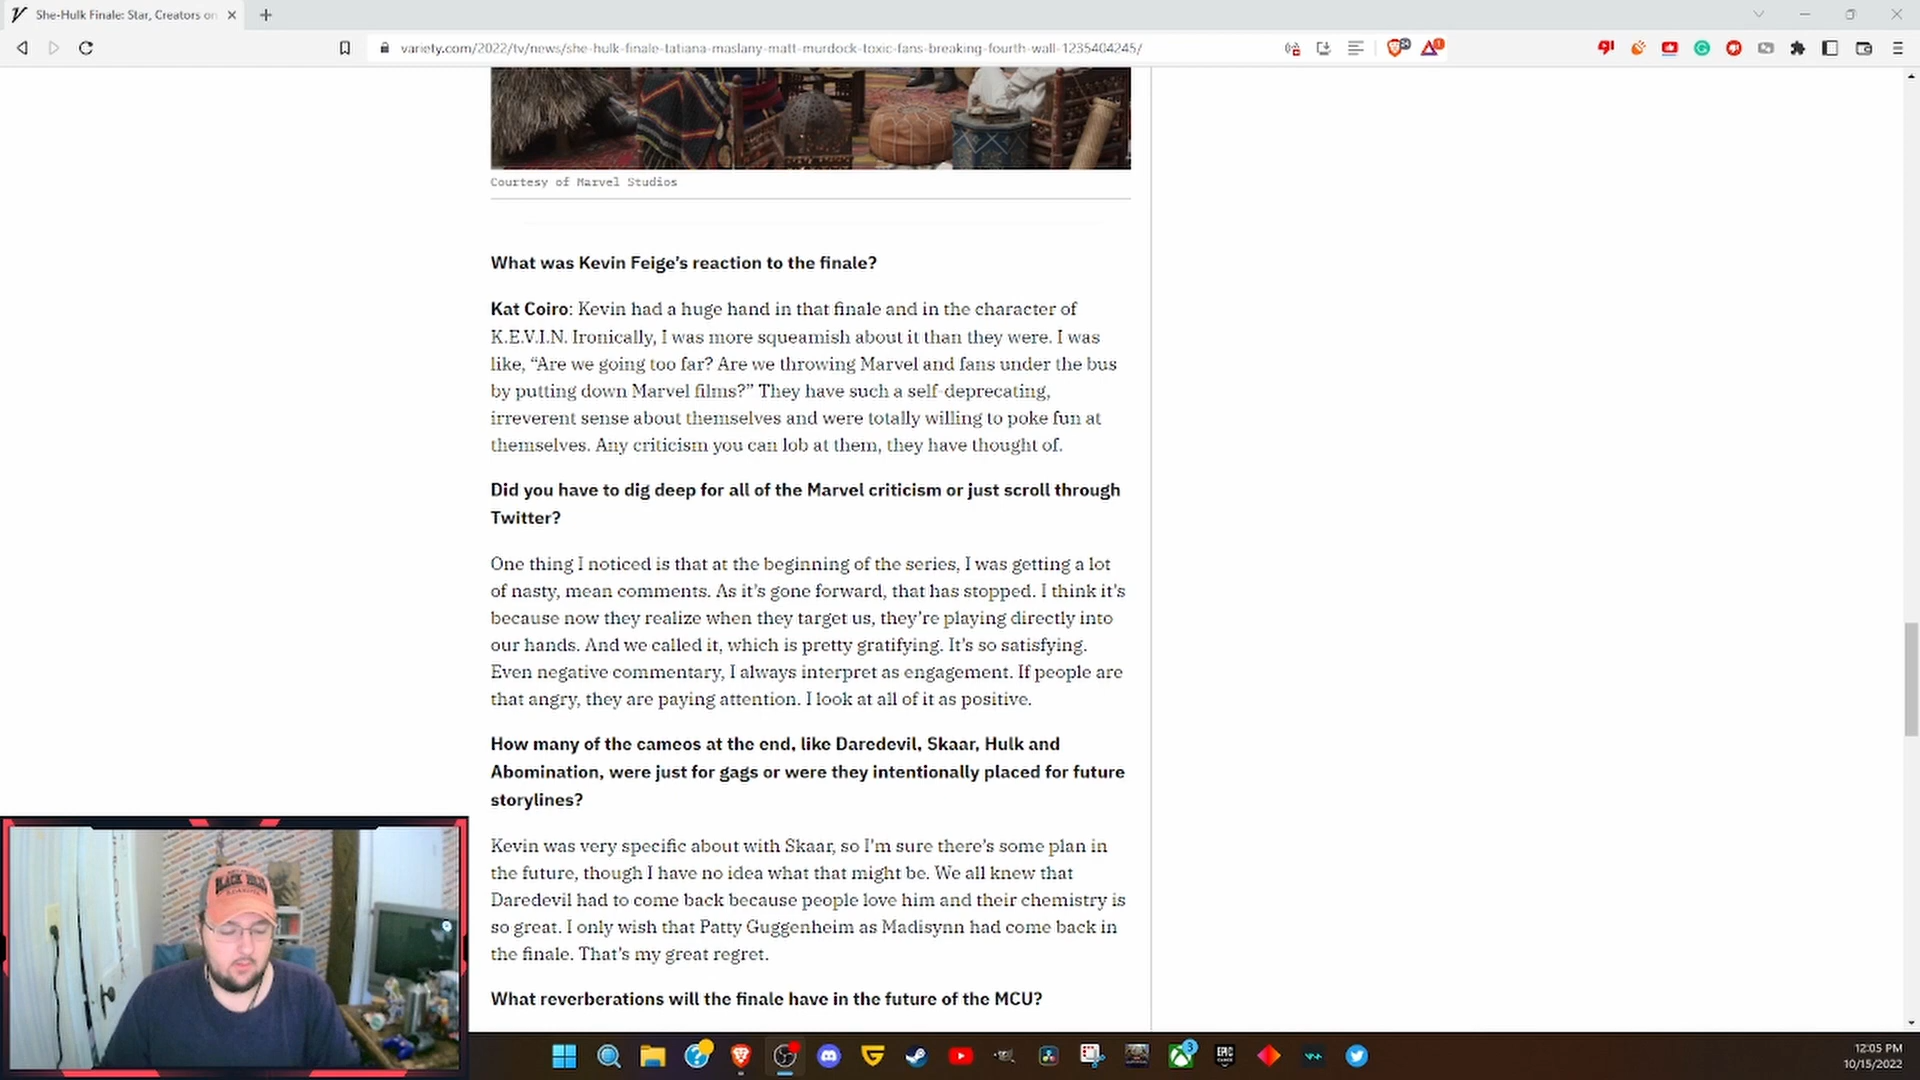 She-Hulk Finale: Star, Creators on
variety.com/2022/tv/news/she-hulk-finale-tatiana-maslany-matt-murdock-toxic-fans-breaking-fourth-wall-1235404245/
Courtesy of Marvel Studios
What was Kevin Feige’s reaction to the finale?
Kat Coiro: Kevin had a huge hand in that finale and in the character of
K.E.V.I.N. Ironically, I was more squeamish about it than they were. I was
like, “Are we going too far? Are we throwing Marvel and fans under the bus
by putting down Marvel films?” They have such a self-deprecating,
irreverent sense about themselves and were totally willing to poke fun at
themselves. Any criticism you can lob at them, they have thought of.
Did you have to dig deep for all of the Marvel criticism or just scroll through
Twitter?
One thing I noticed is that at the beginning of the series, I was getting a lot
of nasty, mean comments. As it’s gone forward, that has stopped. I think it’s
because now they realize when they target us, they’re playing directly into
our hands. And we called it, which is pretty gratifying. It’s so satisfying.
Even negative commentary, I always interpret as engagement. If people are
that angry, they are paying attention. I look at all of it as positive.
How many of the cameos at the end, like Daredevil, Skaar, Hulk and
Abomination, were just for gags or were they intentionally placed for future
storylines?
Kevin was very specific about with Skaar, so I’m sure there’s some plan in
the future, though I have no idea what that might be. We all knew that
Daredevil had to come back because people love him and their chemistry is
so great. I only wish that Patty Guggenheim as Madisynn had come back in
the finale. That’s my great regret.
What reverberations will the finale have in the future of the MCU?
BLACK HILLS
12:05 PM
10/15/2022